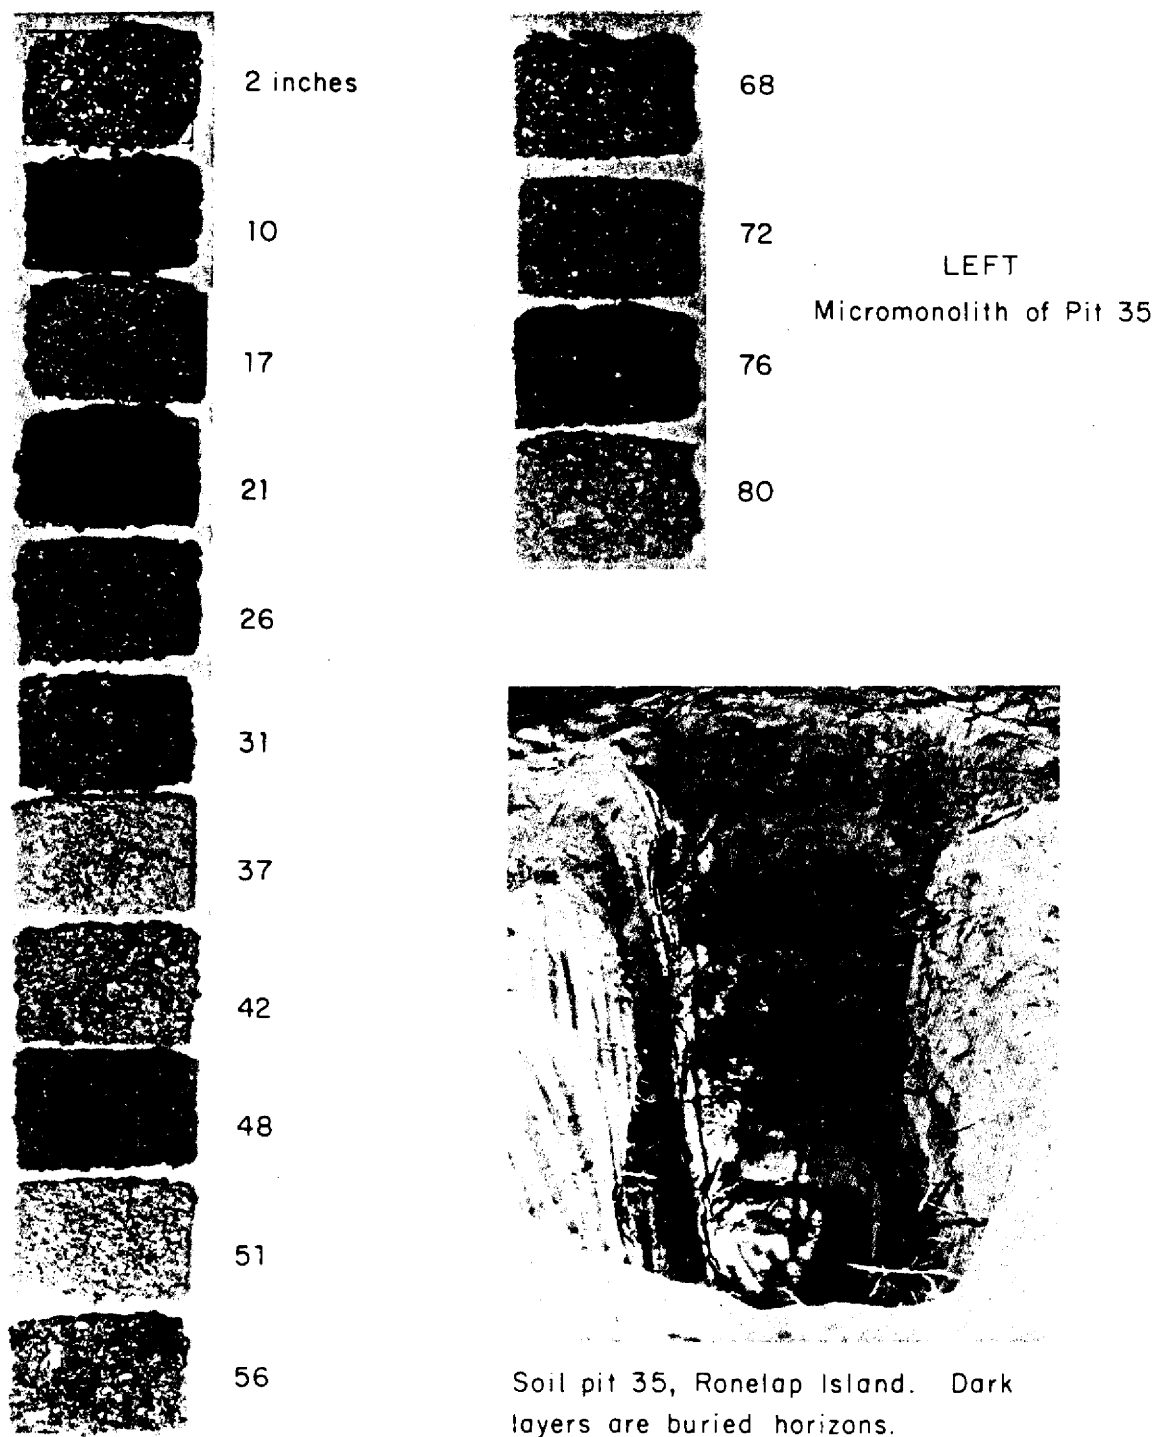 2 inches
10
17
21
26
31
37
42
48
51
56
68
72
76
80
LEFT
Micromonolith of Pit 35
Soil pit 35, Ronelap Island. Dark
layers are buried horizons.